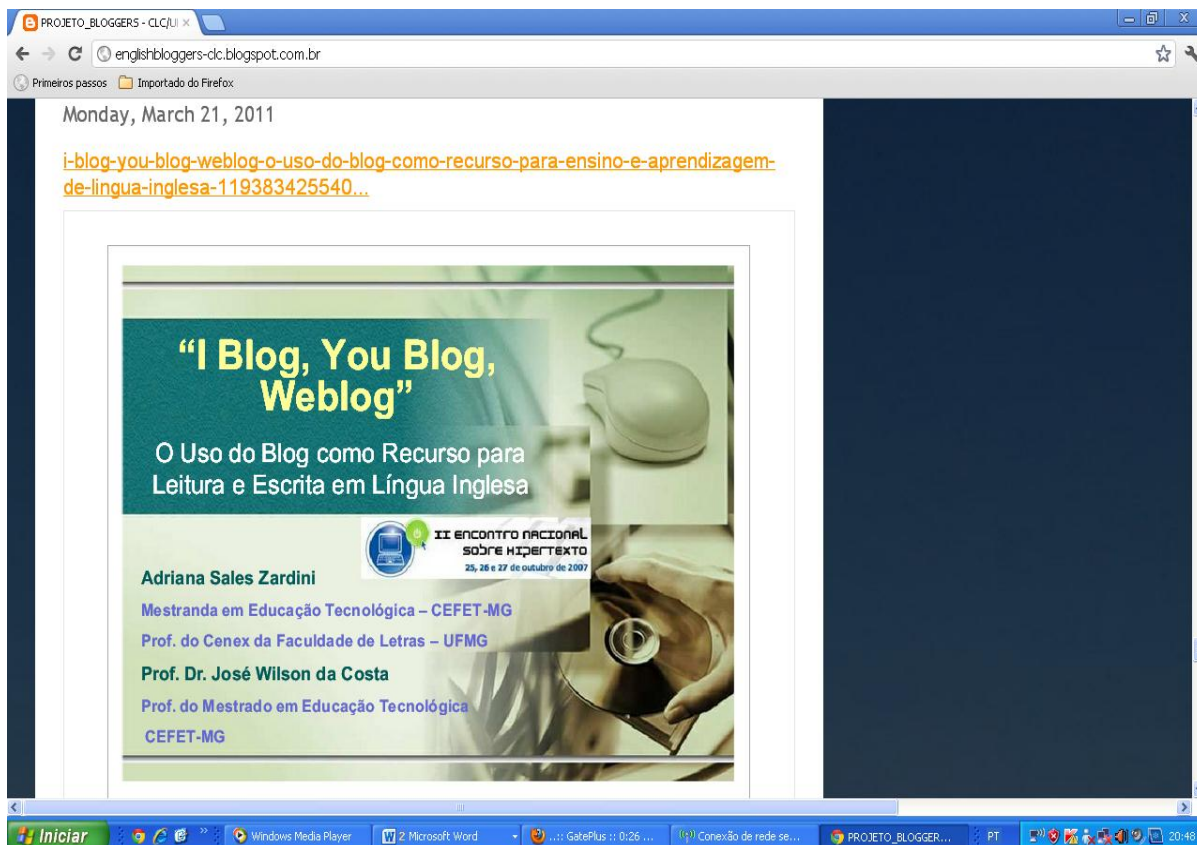 PROJETO_BLOGGERS - CLC/U
englishbloggers-clc.blogspot.com.br
Primeiros passos Importado do Firefox
Monday, March 21, 2011
i-blog-you-blog-weblog-o-uso-do-blog-como-recurso-para-ensino-e-aprendizagem-
de-lingua-inglesa-119383425540...
“I Blog, You Blog,
Weblog”
O Uso do Blog como Recurso para
Leitura e Escrita em Língua Inglesa
II ENCONTRO NACIONAL
SOBRE HIPERTEXTO
25, 26 e 27 de outubro de 2007
Adriana Sales Zardini
Mestranda em Educação Tecnológica – CEFET-MG
Prof. do Cenex da Faculdade de Letras – UFMG
Prof. Dr. José Wilson da Costa
Prof. do Mestrado em Educação Tecnológica
CEFET-MG
Iniciar Windows Media Player 2 Microsoft Word ..:: GatePlus :: 0:26 ... Conexão de rede se... PROJETO_BLOGGER... PT 20:48